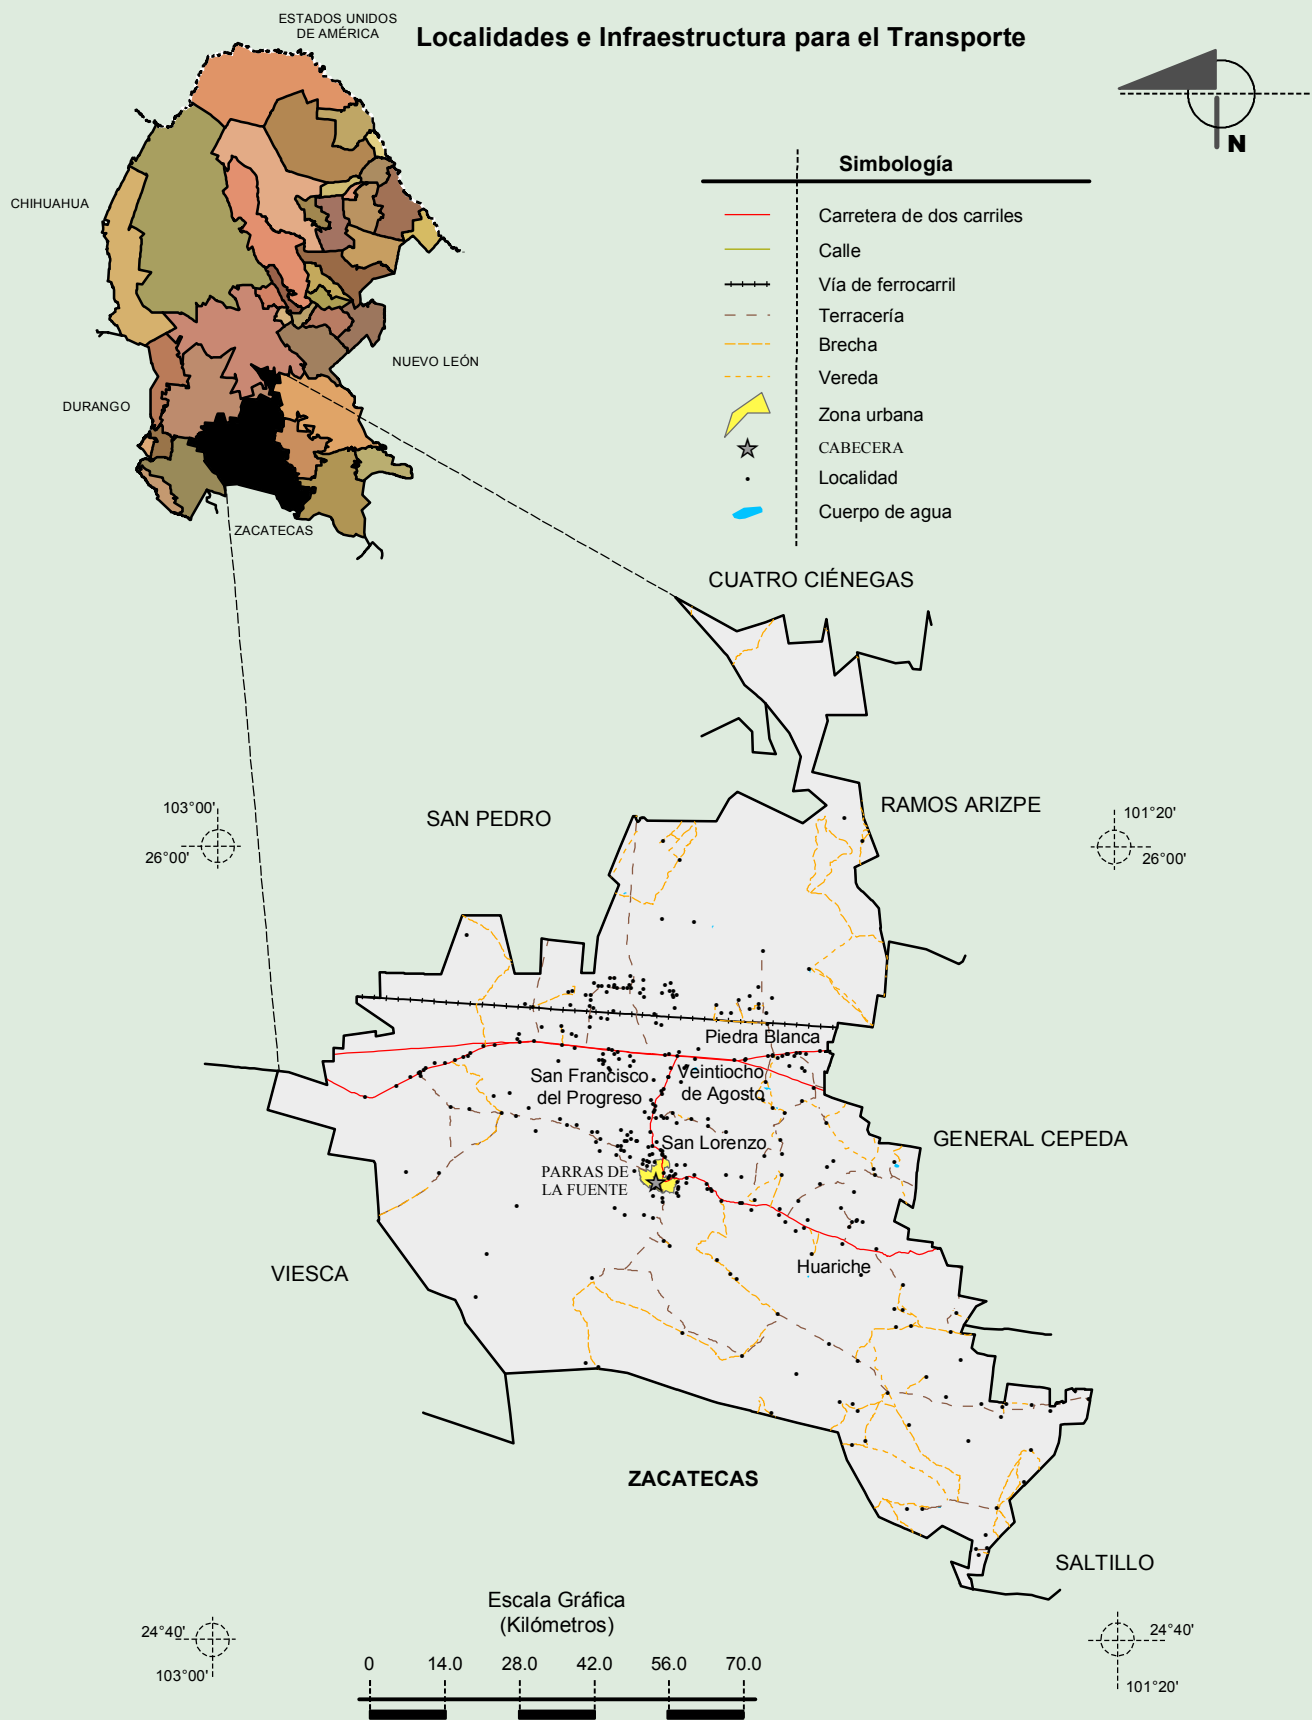 Localidades e Infraestructura para el Transporte
ESTADOS UNIDOS
DE AMÉRICA
CHIHUAHUA
NUEVO LEÓN
DURANGO
ZACATECAS
N
Simbología
Carretera de dos carriles
Calle
Vía de ferrocarril
Terracería
Brecha
Vereda
Zona urbana
CABECERA
Localidad
Cuerpo de agua
CUATRO CIÉNEGAS
103°00'
26°00'
SAN PEDRO
RAMOS ARIZPE
101°20'
26°00'
Piedra Blanca
San Francisco
del Progreso
Veintiocho
de Agosto
San Lorenzo
GENERAL CEPEDA
PARRAS DE
LA FUENTE
VIESCA
Huariche
ZACATECAS
SALTILLO
Escala Gráfica
(Kilómetros)
24°40'
103°00'
24°40'
101°20'
0 14.0 28.0 42.0 56.0 70.0